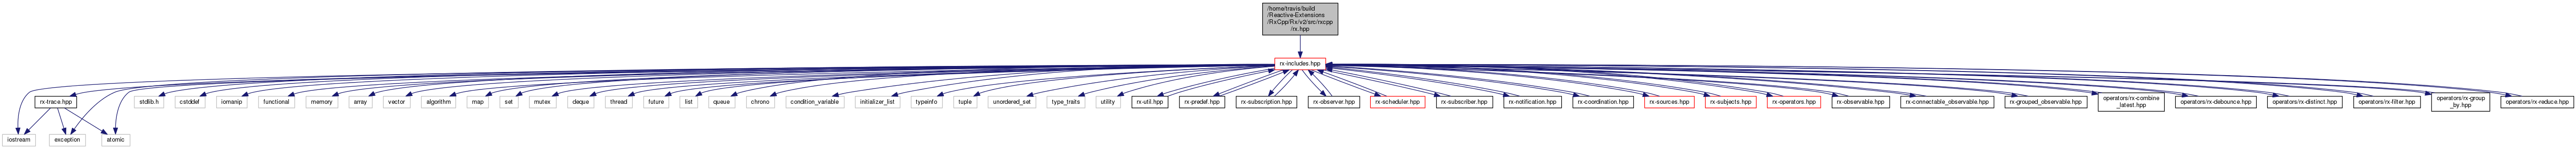 /home/travis/build
/Reactive-Extensions
/RxCpp/Rx/v2/src/rxcpp
/rx.hpp
rx-includes.hpp
rx-trace.hpp
stdlib.h
cstddef
iomanip
functional
memory
array
vector
algorithm
map
set
mutex
deque
thread
future
list
queue
chrono
condition_variable
initializer_list
typeinfo
tuple
unordered_set
type_traits
utility
rx-util.hpp
rx-predef.hpp
rx-subscription.hpp
rx-observer.hpp
rx-scheduler.hpp
rx-subscriber.hpp
rx-notification.hpp
rx-coordination.hpp
rx-sources.hpp
rx-subjects.hpp
rx-operators.hpp
rx-observable.hpp
rx-connectable_observable.hpp
rx-grouped_observable.hpp
operators/rx-combine
_latest.hpp
operators/rx-debounce.hpp
operators/rx-distinct.hpp
operators/rx-filter.hpp
operators/rx-group
_by.hpp
operators/rx-reduce.hpp
iostream
exception
atomic